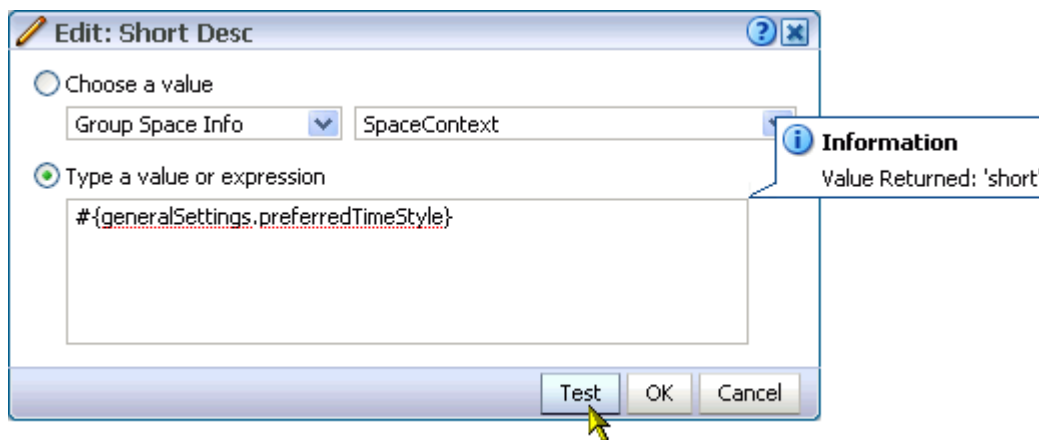 Edit: Short Desc
Choose a value
Group Space Info SpaceContext
Information
Type a value or expression
Value Returned: 'short'
#{generalSettings.preferredTimeStyle}
Test OK Cancel